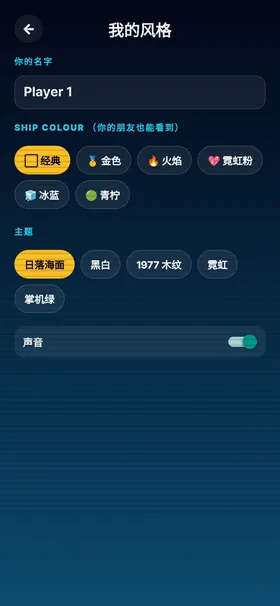 我的风格
你的名字
Player 1
SHIP COLOUR （你的朋友也能看到）
经典 金色 火焰 霓虹粉
冰蓝 青柠
主题
日落海面 黑白 1977 木纹 霓虹
掌机绿
声音